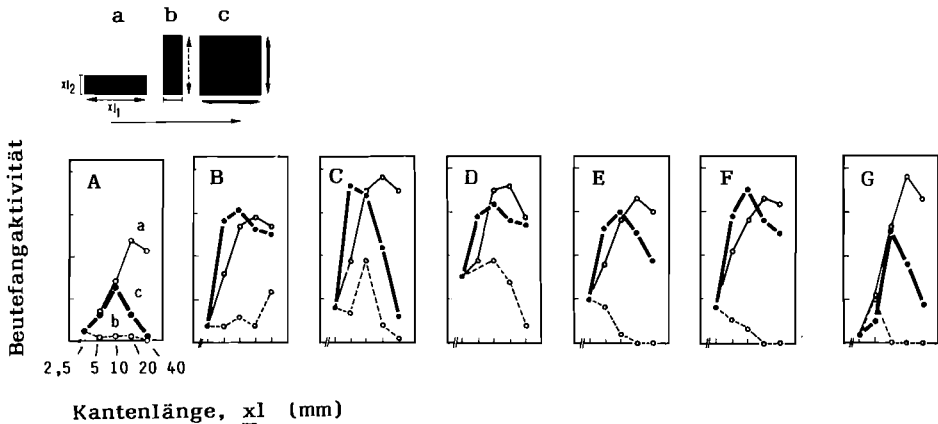 a b c
xl2
xl1
Beutefangaktivität
A B C D E F G
a
c
b
2,5 5 10 20 40
Kantenlänge, xl (mm)